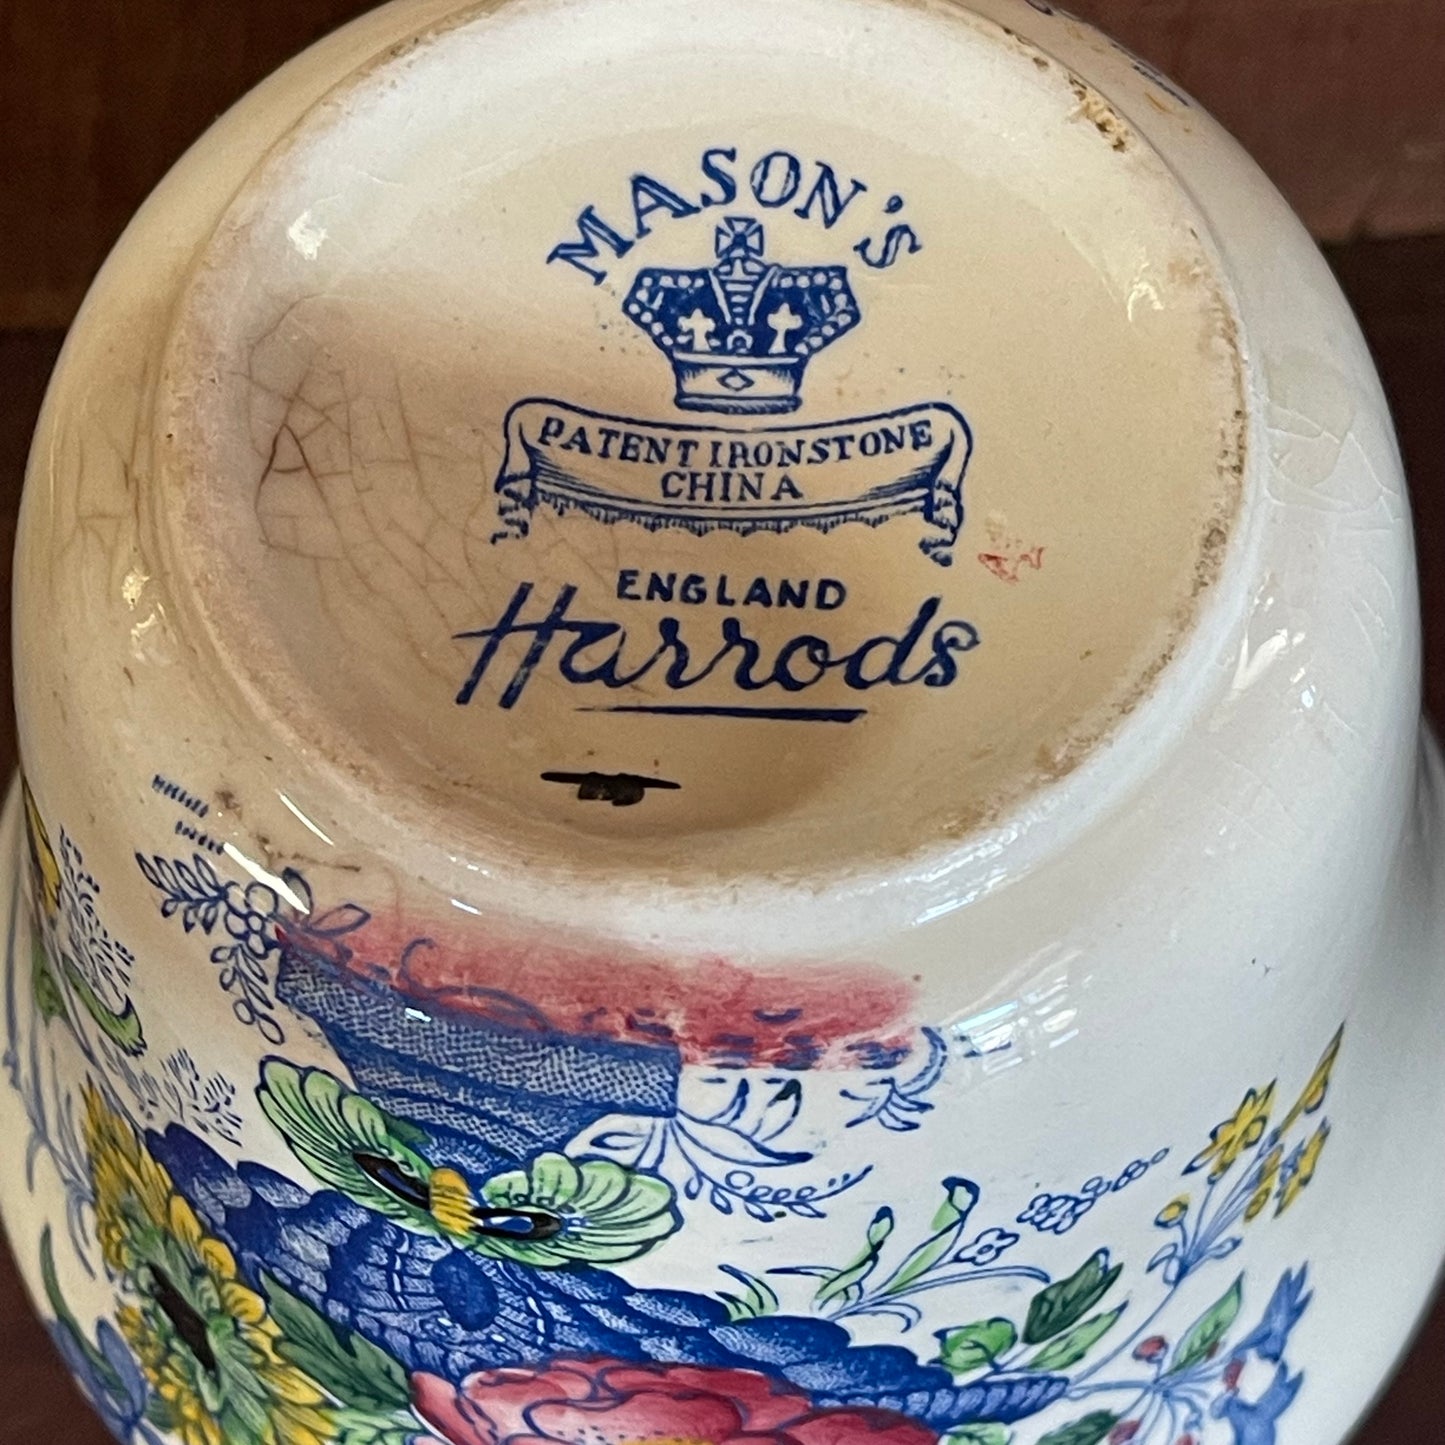 MASON'S
PATENT IRONSTONE
CHINA
ENGLAND
Harrods